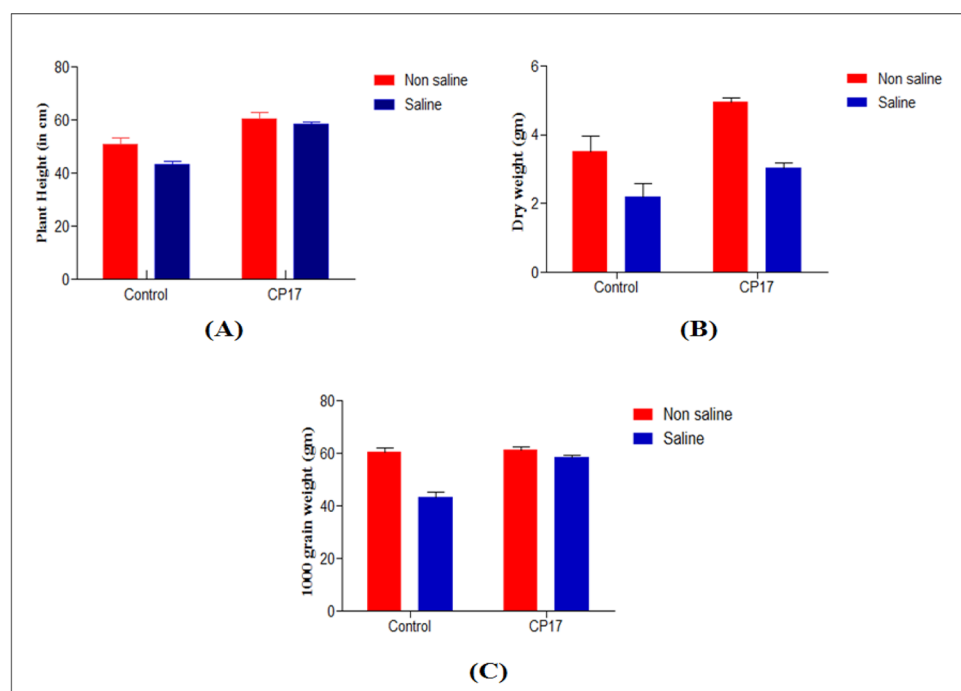 80
60
40
20
0
Plant Height (in cm)
Control
CP17
Non saline
Saline
(A)
6
4
2
0
Dry weight (gm)
Control
CP17
Non saline
Saline
(B)
80
60
40
20
0
1000 grain weight (gm)
Control
CP17
Non saline
Saline
(C)